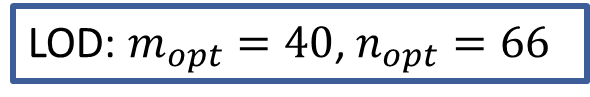 LOD: m_opt = 40, n_opt = 66